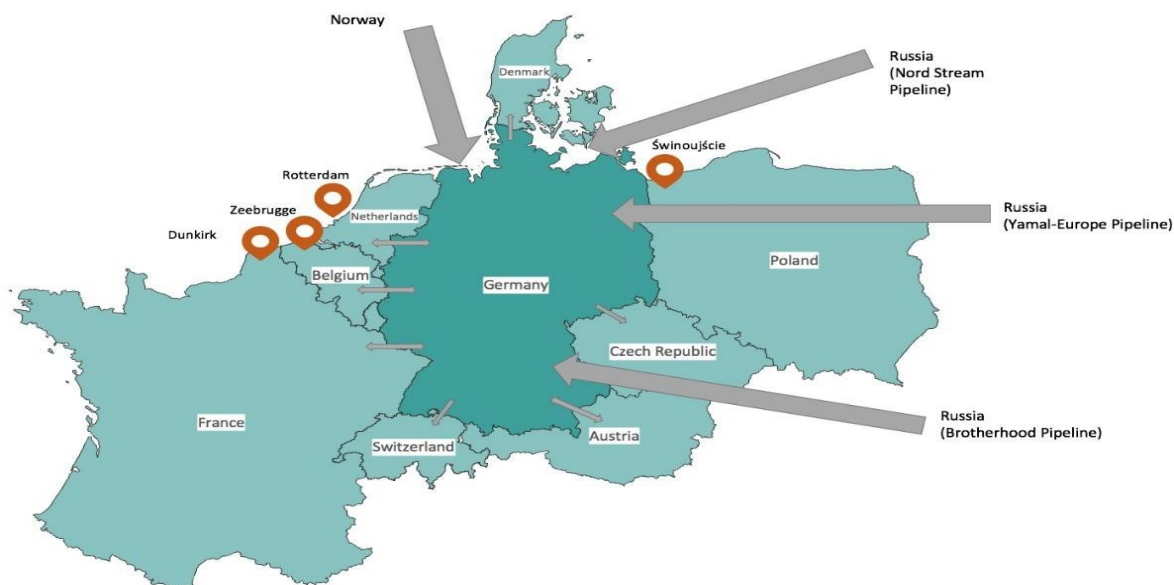 Norway
Denmark
Russia
(Nord Stream
Pipeline)
Świnoujście
Rotterdam
Zeebrugge
Netherlands
Dunkirk
Russia
(Yamal-Europe Pipeline)
Belgium
Germany
Poland
Czech Republic
France
Switzerland
Austria
Russia
(Brotherhood Pipeline)